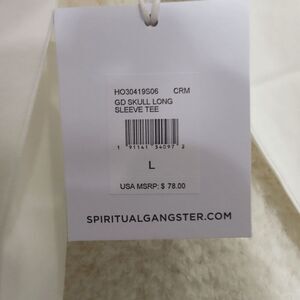 HO30419S06 CRM
GD SKULL LONG
SLEEVE TEE
1 91141 34097 2
L
USA MSRP: $ 78.00
SPIRITUALGANGSTER.COM